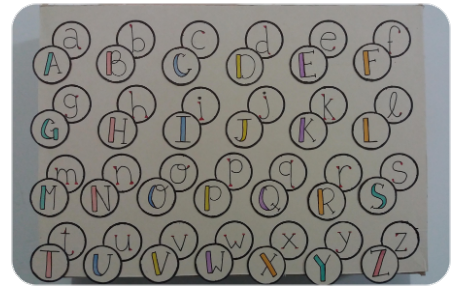 a b c d e f
A B C D E F
g h i j k l
G H I J K L
m n o p q r s
M N O P Q R S
t u v w x y z
T U V W X Y Z